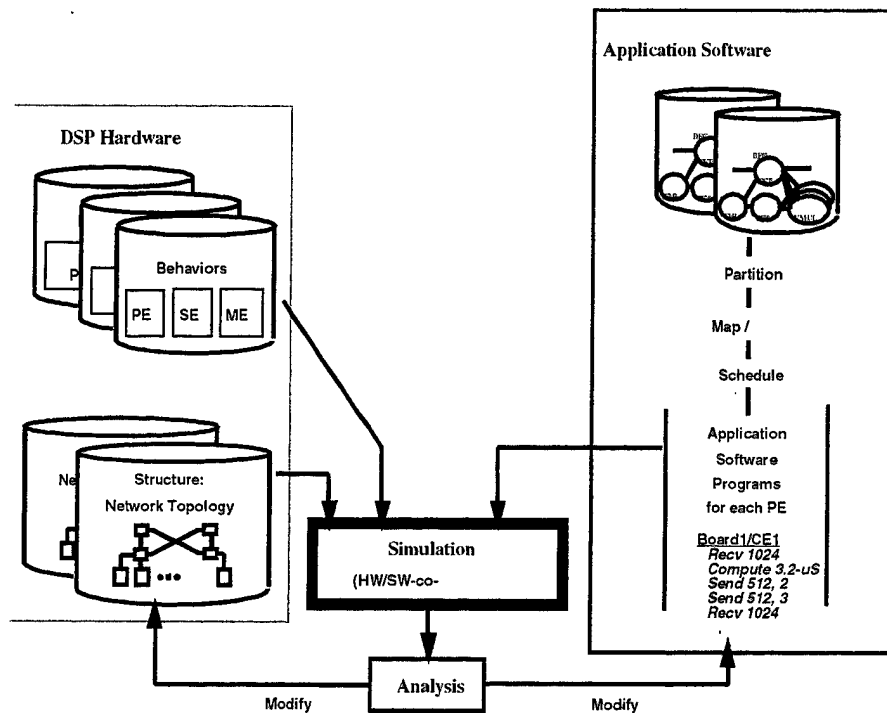 Application Software
DSP Hardware
P
Behaviors
PE SE ME
Partition
Map /
Schedule
Ne
Structure:
Network Topology
Application
Software
Programs
for each PE
Board1/CE1
Recv 1024
Compute 3.2-uS
Send 512, 2
Send 512, 3
Recv 1024
Simulation
(HW/SW-co-
Analysis
Modify
Modify